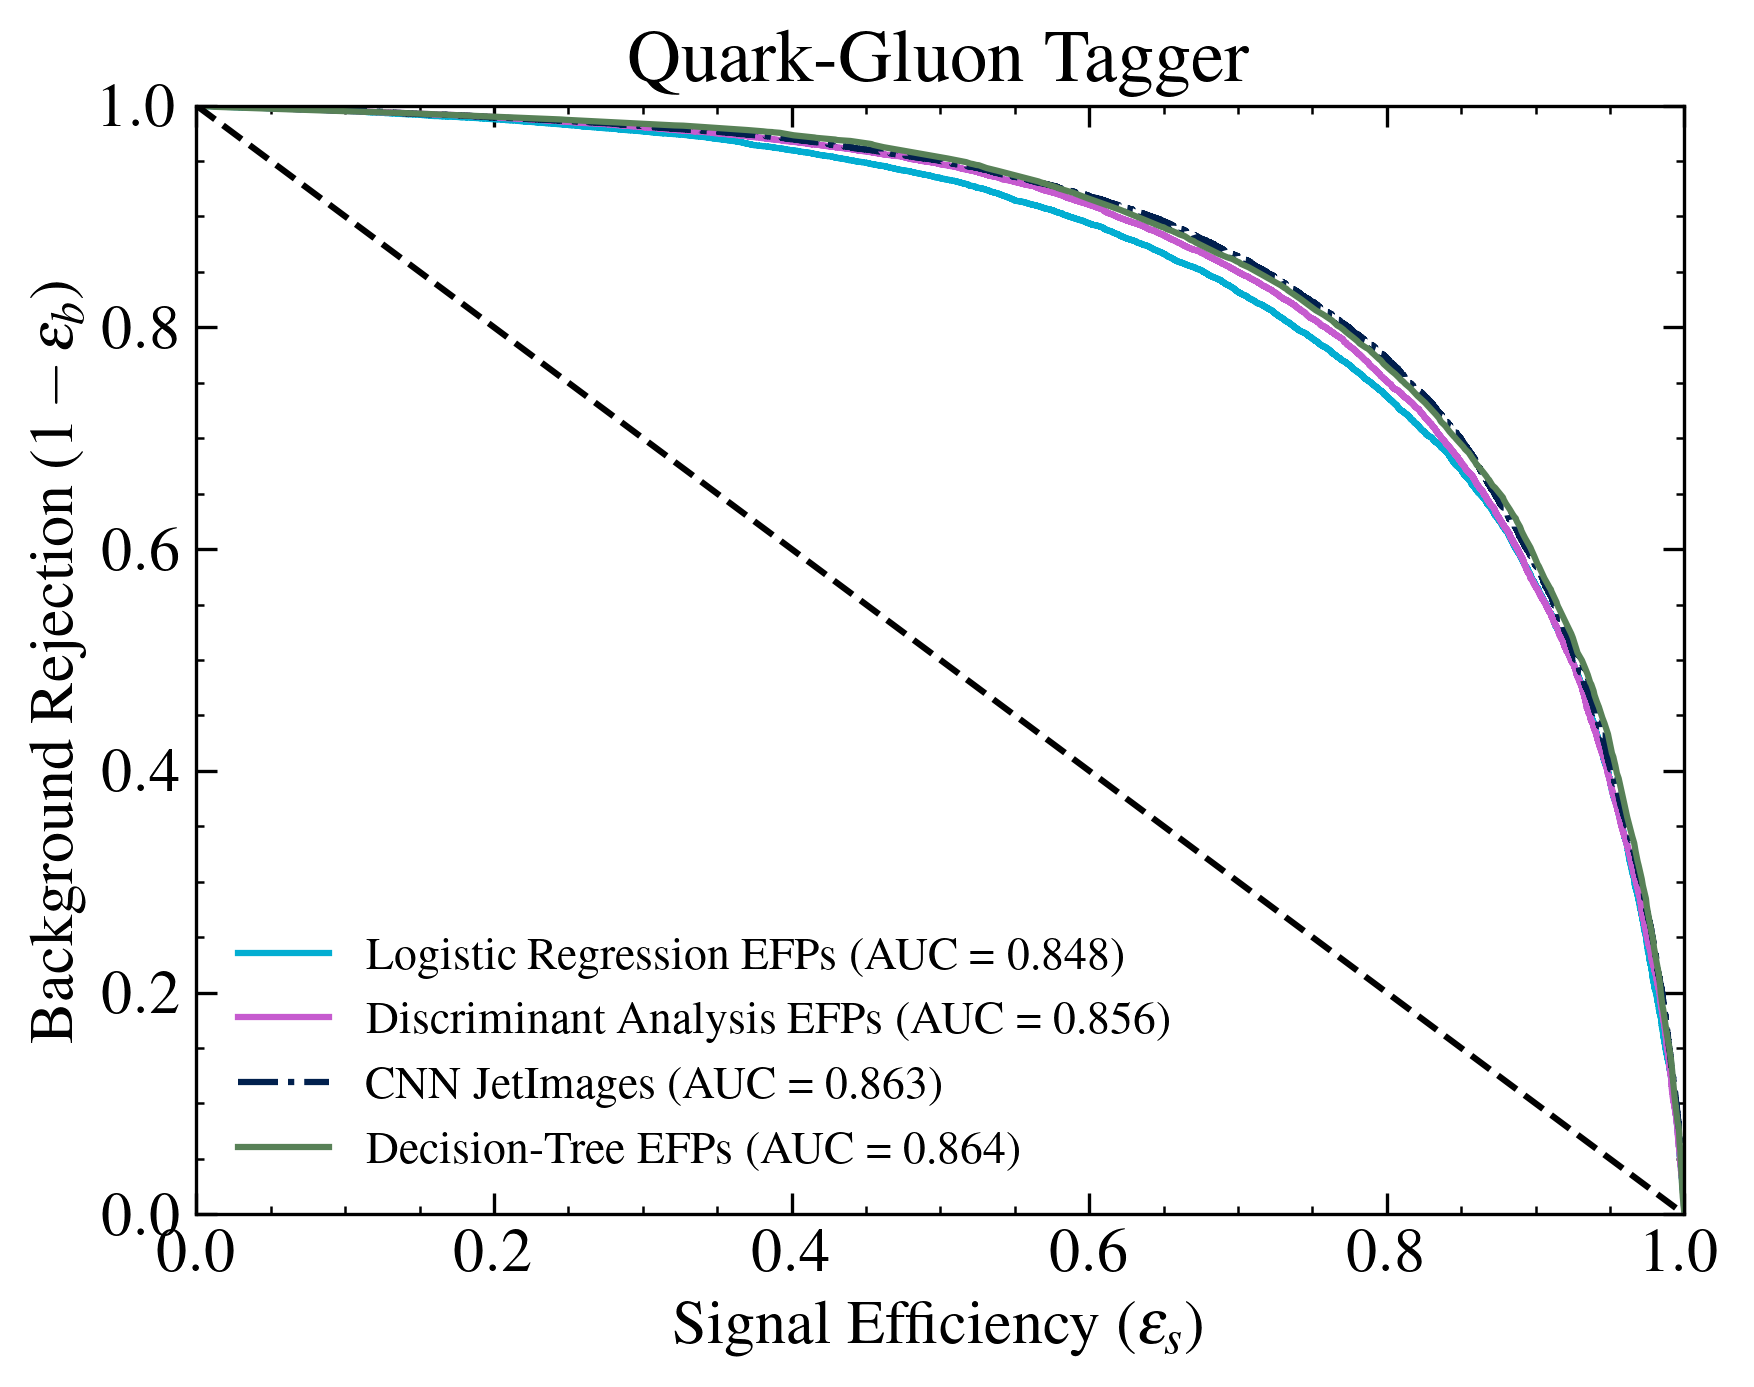 Quark-Gluon Tagger
Background Rejection (1 − ε_b)
1.0
0.8
0.6
0.4
0.2
0.0
Logistic Regression EFPs (AUC = 0.848)
Discriminant Analysis EFPs (AUC = 0.856)
CNN JetImages (AUC = 0.863)
Decision-Tree EFPs (AUC = 0.864)
0.0 0.2 0.4 0.6 0.8 1.0
Signal Efficiency (ε_s)